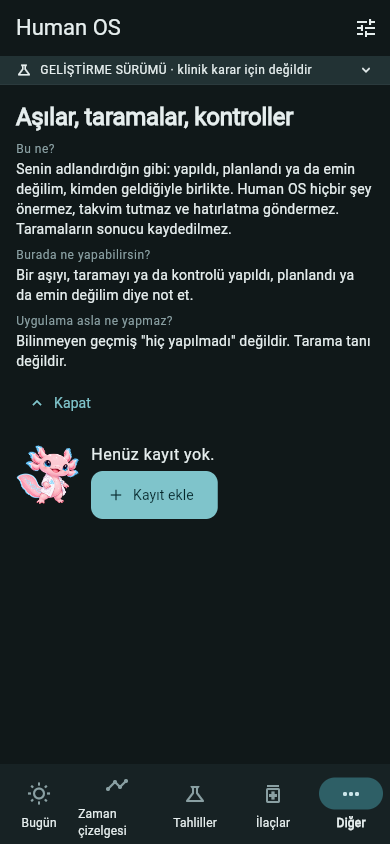 Human OS
GELİŞTİRME SÜRÜMÜ · klinik karar için değildir
Aşılar, taramalar, kontroller
Bu ne?
Senin adlandırdığın gibi: yapıldı, planlandı ya da emin
değilim, kimden geldiğiyle birlikte. Human OS hiçbir şey
önermez, takvim tutmaz ve hatırlatma göndermez.
Taramaların sonucu kaydedilmez.
Burada ne yapabilirsin?
Bir aşıyı, taramayı ya da kontrolü yapıldı, planlandı ya
da emin değilim diye not et.
Uygulama asla ne yapmaz?
Bilinmeyen geçmiş "hiç yapılmadı" değildir. Tarama tanı
değildir.
Kapat
Henüz kayıt yok.
Kayıt ekle
Bugün
Zaman
çizelgesi
Tahliller
İlaçlar
Diğer